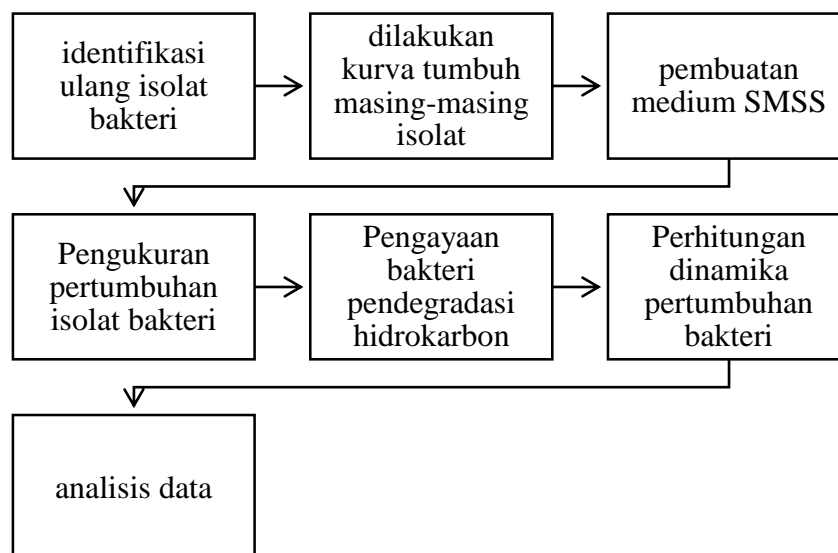 identifikasi
ulang isolat
bakteri
dilakukan
kurva tumbuh
masing-masing
isolat
pembuatan
medium SMSS
Pengukuran
pertumbuhan
isolat bakteri
Pengayaan
bakteri
pendegradasi
hidrokarbon
Perhitungan
dinamika
pertumbuhan
bakteri
analisis data